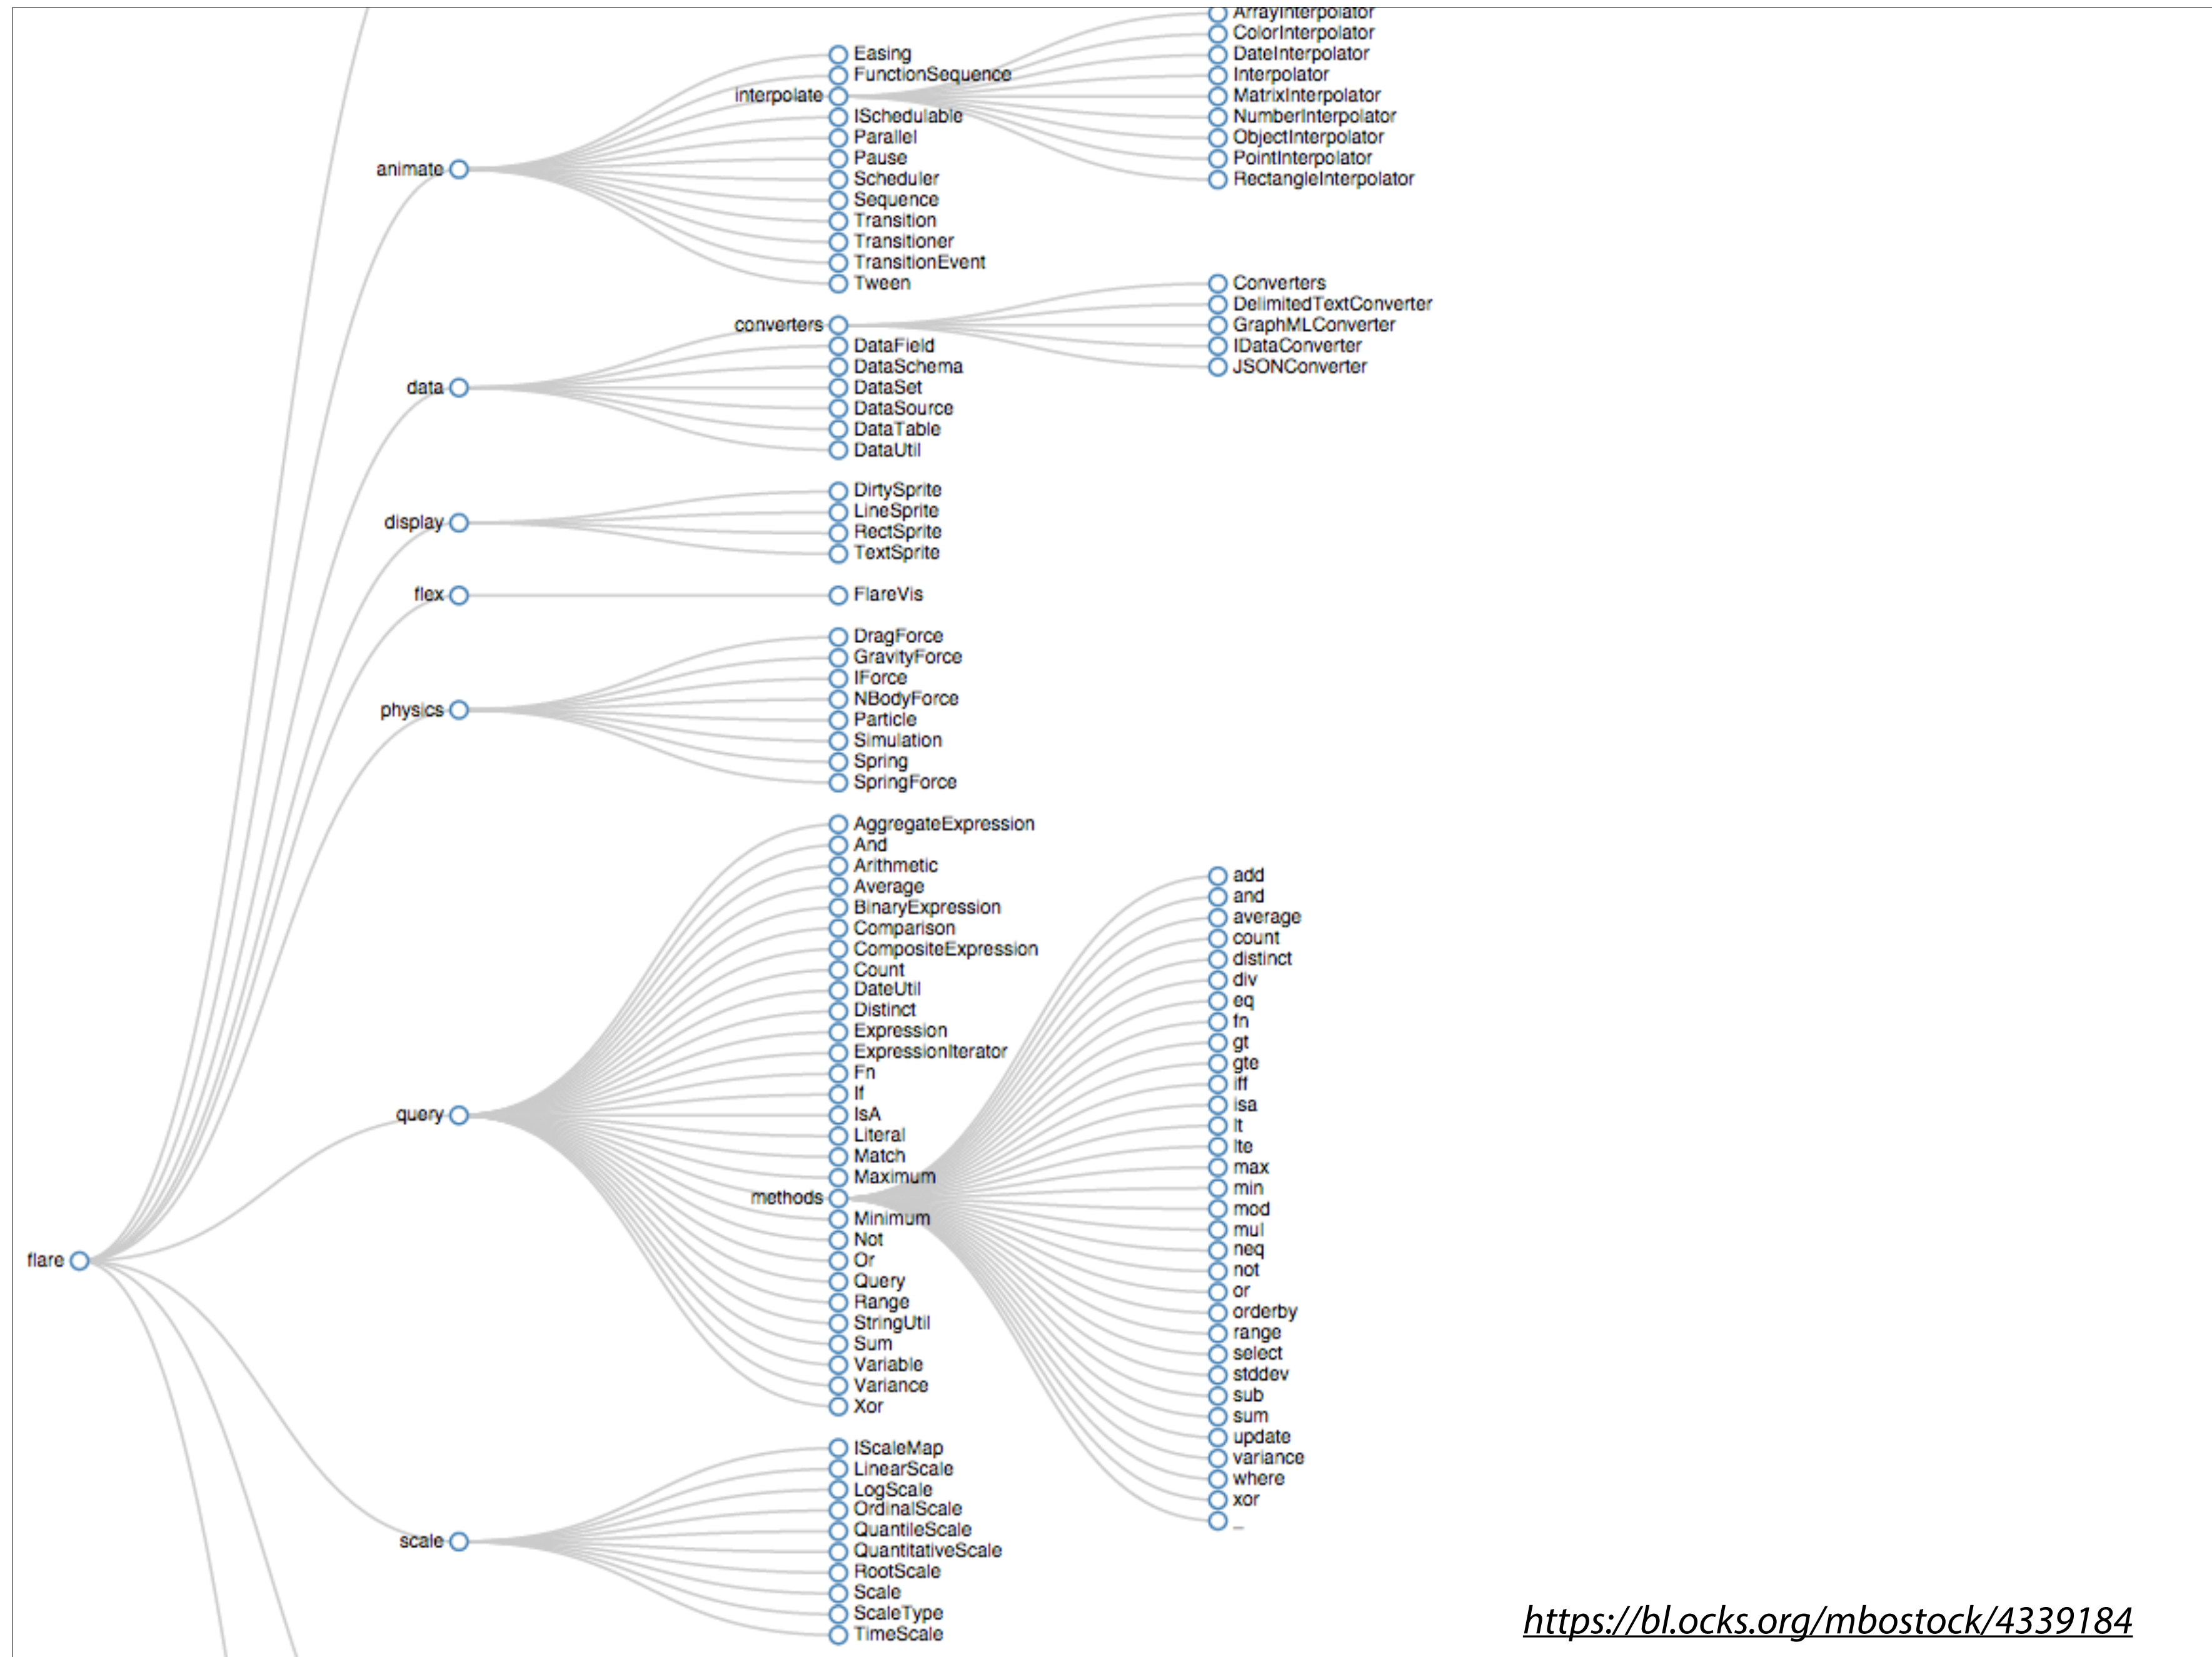 flare
animate
Easing
FunctionSequence
interpolate
ArrayInterpolator
ColorInterpolator
DateInterpolator
Interpolator
MatrixInterpolator
NumberInterpolator
ObjectInterpolator
PointInterpolator
RectangleInterpolator
ISchedulable
Parallel
Pause
Scheduler
Sequence
Transition
Transitioner
TransitionEvent
Tween
data
converters
Converters
DelimitedTextConverter
GraphMLConverter
IDataConverter
JSONConverter
DataField
DataSchema
DataSet
DataSource
DataTable
DataUtil
display
DirtySprite
LineSprite
RectSprite
TextSprite
flex
FlareVis
physics
DragForce
GravityForce
IForce
NBodyForce
Particle
Simulation
Spring
SpringForce
query
AggregateExpression
And
Arithmetic
Average
BinaryExpression
Comparison
CompositeExpression
Count
DateUtil
Distinct
Expression
ExpressionIterator
Fn
If
IsA
Literal
Match
Maximum
methods
add
and
average
count
distinct
div
eq
fn
gt
gte
iff
isa
lt
lte
max
min
mod
mul
neq
not
or
orderby
range
select
stddev
sub
sum
update
variance
where
xor
_
Minimum
Not
Or
Query
Range
StringUtil
Sum
Variable
Variance
Xor
scale
IScaleMap
LinearScale
LogScale
OrdinalScale
QuantileScale
QuantitativeScale
RootScale
Scale
ScaleType
TimeScale
https://bl.ocks.org/mbostock/4339184